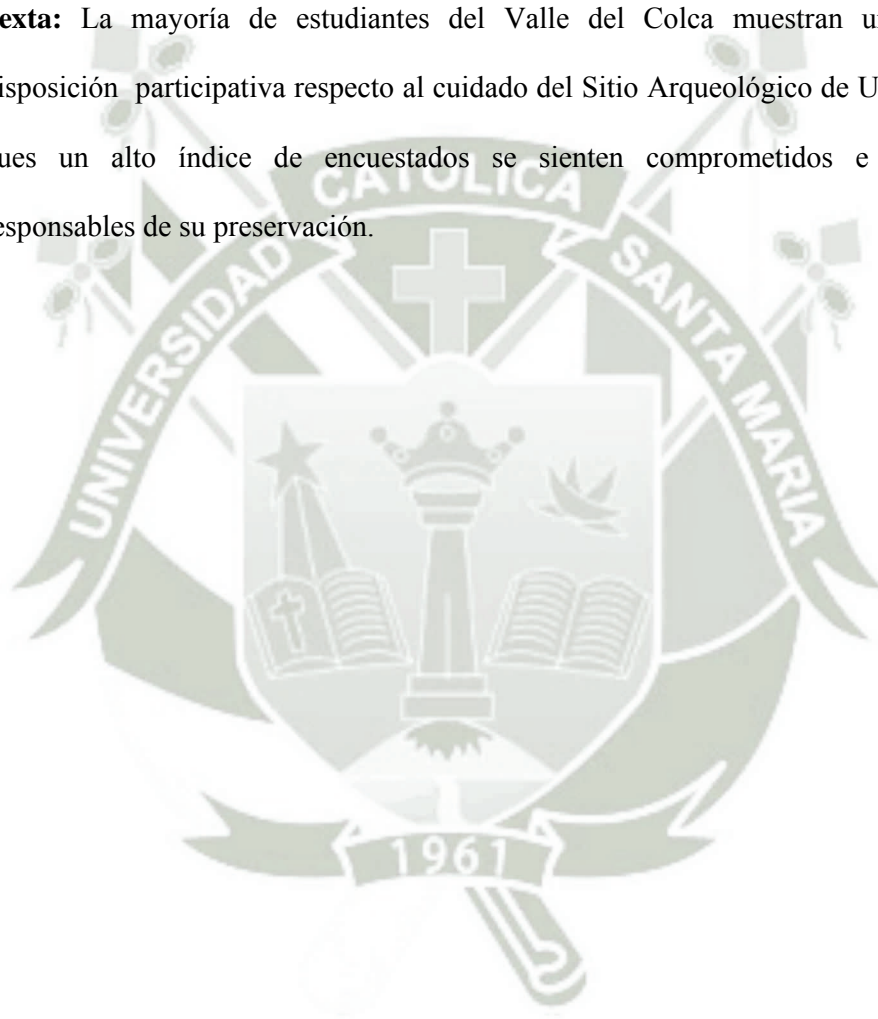 exta: La mayoría de estudiantes del Valle del Colca muestran u
isposición participativa respecto al cuidado del Sitio Arqueológico de U
ues un alto índice de encuestados se sienten comprometidos e
esponsables de su preservación.
UNIVERSIDAD CATOLICA SANTA MARIA
1961